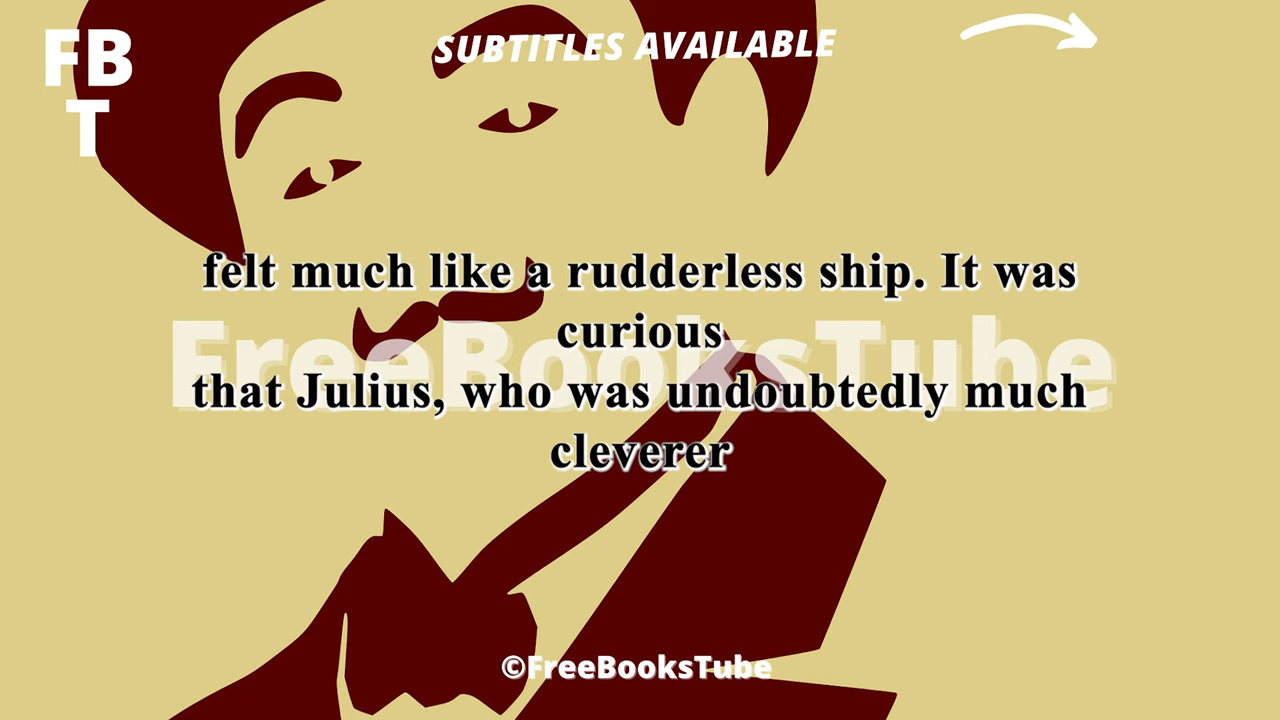 FB
T
SUBTITLES AVAILABLE
felt much like a rudderless ship. It was
curious
FreeBooksTube
that Julius, who was undoubtedly much
cleverer
©FreeBooksTube